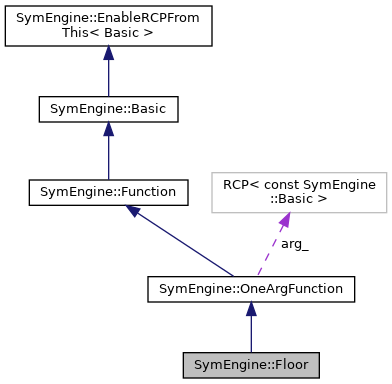 SymEngine::EnableRCPFrom
This< Basic >
SymEngine::Basic
SymEngine::Function
RCP< const SymEngine
::Basic >
arg_
SymEngine::OneArgFunction
SymEngine::Floor